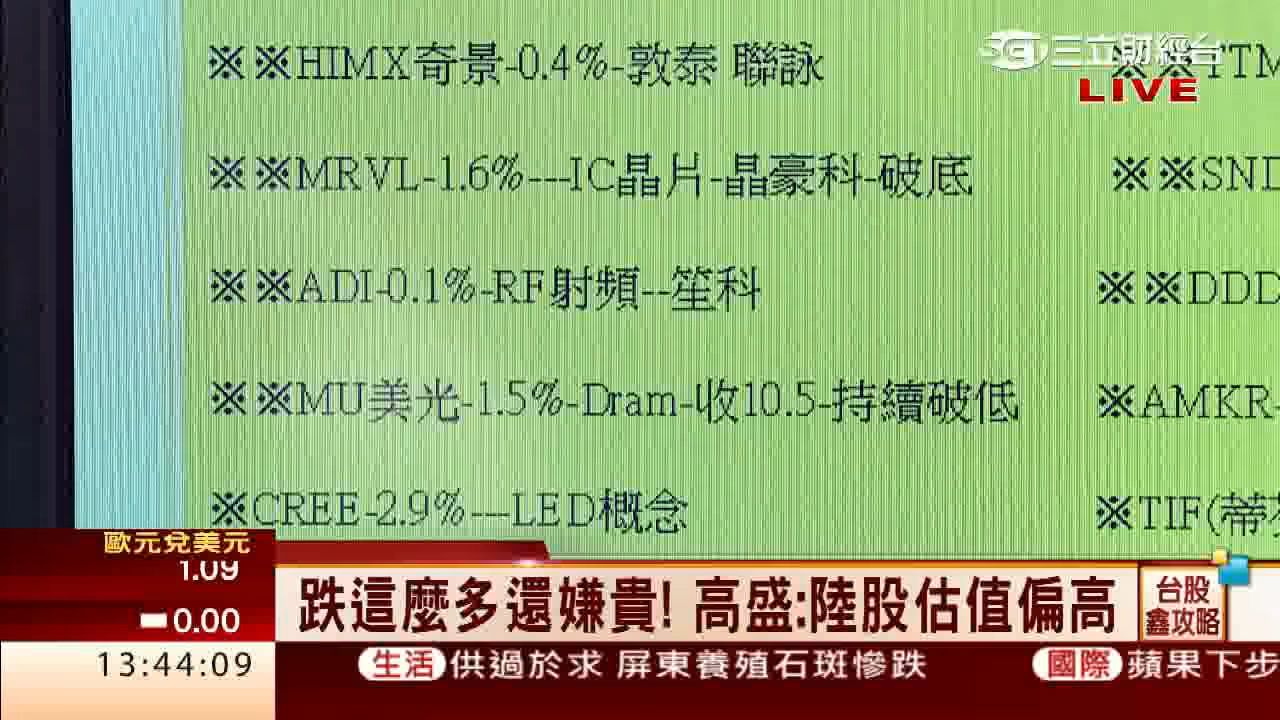 ※※HIMX奇景-0.4%-敦泰 聯詠
※※TTM
※※MRVL-1.6%---IC晶片-晶豪科-破底
※※SND
※※ADI-0.1%-RF射頻--笙科
※※DDD
※※MU美光-1.5%-Dram-收10.5-持續破低
※AMKR-
※CREE-2.9%---LED概念
※TIF(蒂
三立財經台
LIVE
歐元兌美元
1.09
0.00
13:44:09
跌這麼多還嫌貴! 高盛:陸股估值偏高
台股
鑫攻略
生活 供過於求 屏東養殖石斑慘跌
國際 蘋果下步